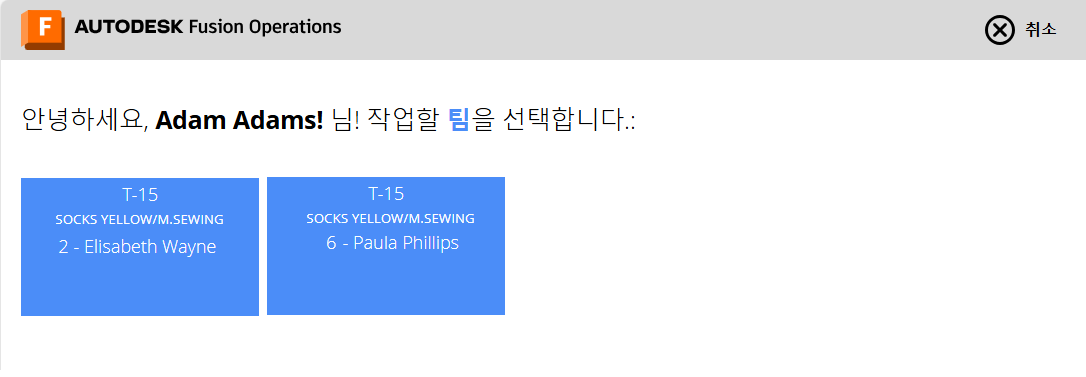 F AUTODESK Fusion Operations
취소
안녕하세요, Adam Adams! 님! 작업할 팀을 선택합니다.:
T-15
SOCKS YELLOW/M.SEWING
2 - Elisabeth Wayne
T-15
SOCKS YELLOW/M.SEWING
6 - Paula Phillips